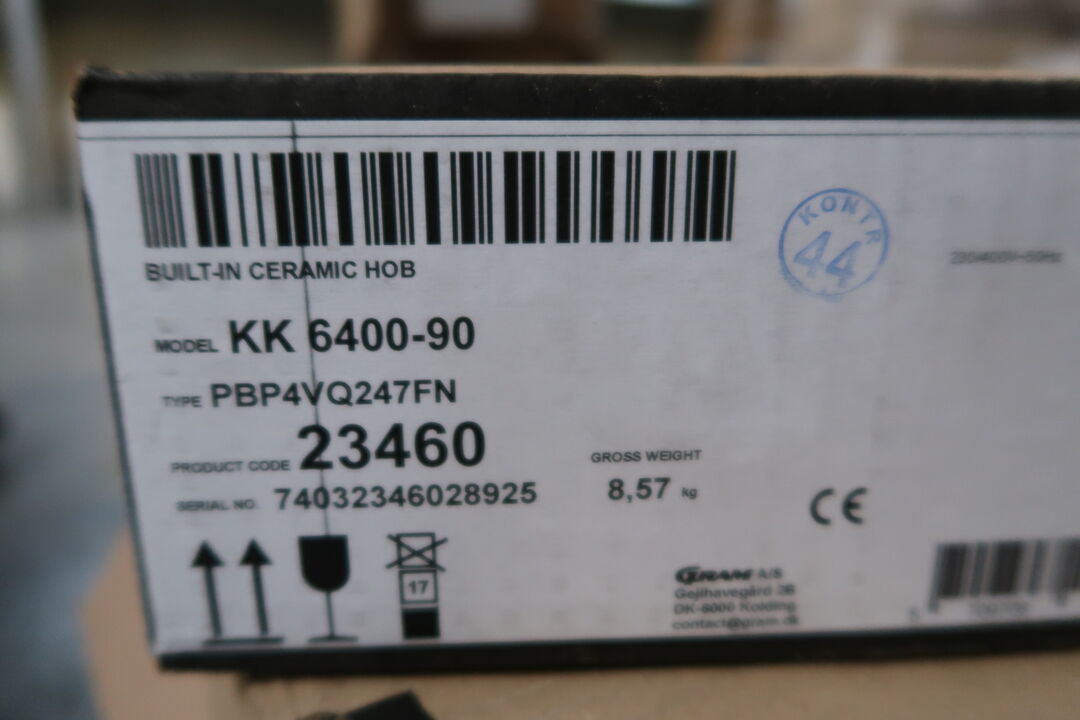 BUILT-IN CERAMIC HOB
KONTR
44
MODEL KK 6400-90
TYPE PBP4VQ247FN
PRODUCT CODE 23460
GROSS WEIGHT
SERIAL NO. 74032346028925
8,57 kg
CE
17
GRAM A/S
Gejlhavegård 2B
DK-6000 Kolding
contact@gram.dk